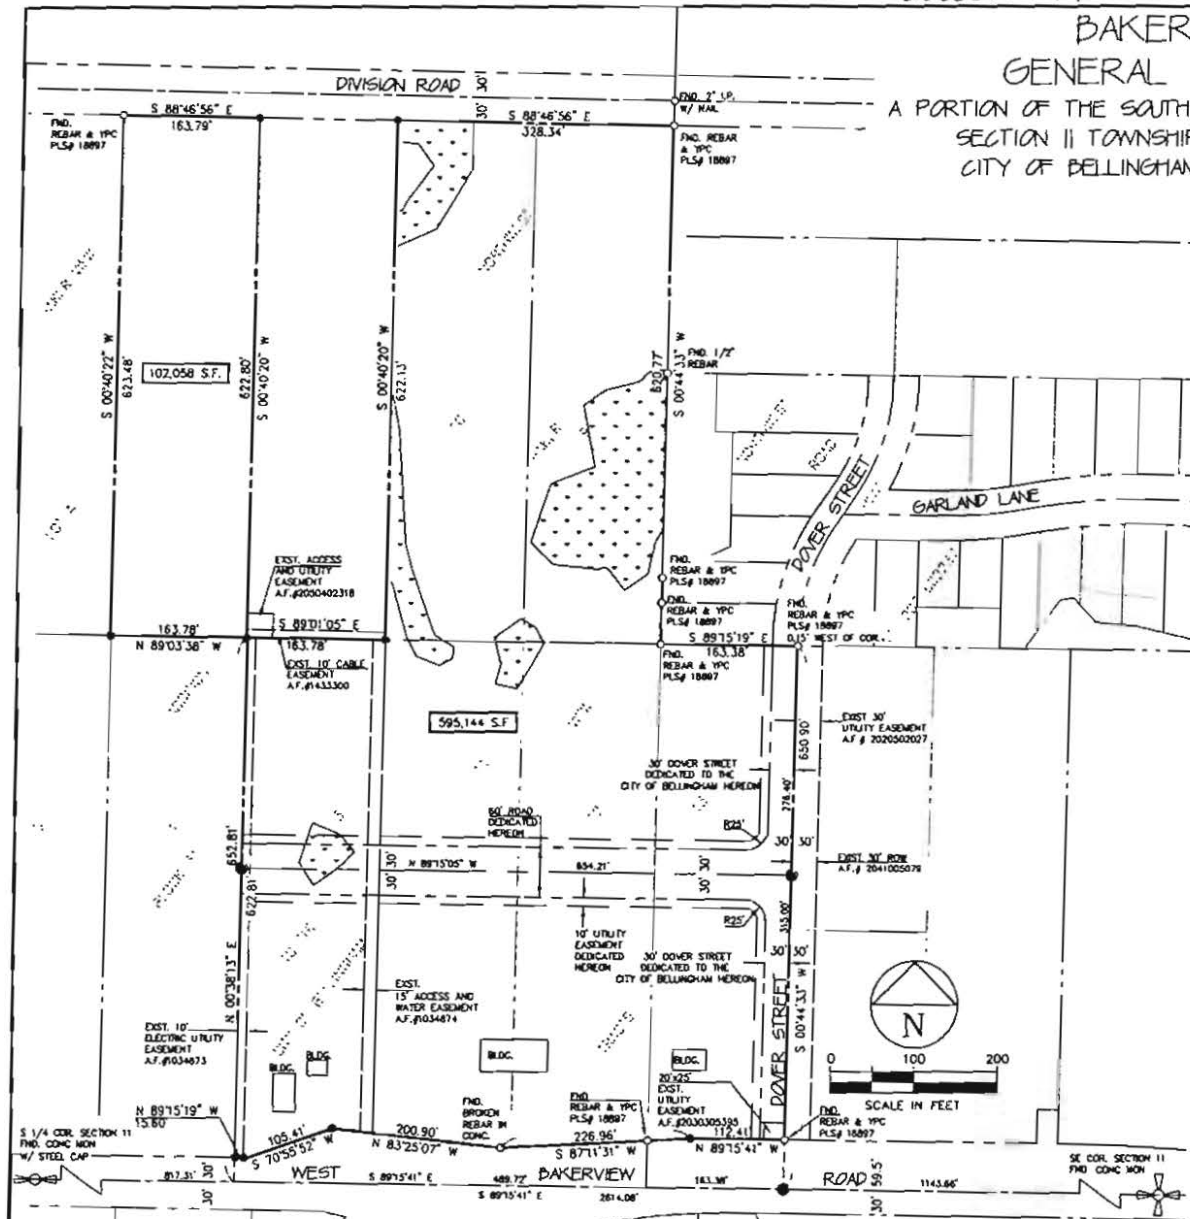 BAKER
GENERAL
A PORTION OF THE SOUTH
SECTION 11 TOWNSHIP
CITY OF BELLINGHAM
DIVISION ROAD
30'
30'
S 88°46'56" E
163.79'
S 88°46'56" E
328.34'
FND. 2" I.P.
W/ NAIL
FND.
REBAR & YPC
PLS# 18897
FND. REBAR
& YPC
PLS# 18897
S 00°40'22" W
623.48'
102,058 S.F.
622.80'
S 00°40'20" W
S 00°40'20" W
622.13'
620.77'
S 00°44'33" W
FND. 1/2"
REBAR
ROAD
DOVER STREET
GARLAND LANE
EXST. ACCESS
AND UTILITY
EASEMENT
A.F.#2050402318
FND.
REBAR & YPC
PLS# 18897
FND.
REBAR & YPC
PLS# 18897
FND.
REBAR & YPC
PLS# 18897
0.15' WEST OF COR.
163.78'
N 89°03'38" W
S 89°01'05" E
163.78'
S 89°15'19" E
163.38'
FND.
REBAR & YPC
PLS# 18897
EXST. 10' CABLE
EASEMENT
A.F.#1433300
595,144 S.F
EXIST 30'
UTILITY EASEMENT
A.F # 2020502027
650.90'
30' DOVER STREET
DEDICATED TO THE
CITY OF BELLINGHAM HEREON
276.40'
60' ROAD
DEDICATED
HEREON
R25'
30' 30'
652.81'
622.81'
N 89°15'05" W
654.21'
30' 30'
30' 30'
EXIST. 30' ROW
A.F.# 2041005079
R25'
315.00'
10' UTILITY
EASEMENT
DEDICATED
HEREON
30' DOVER STREET
DEDICATED TO THE
CITY OF BELLINGHAM HEREON
30' 30'
N 00°38'13" E
EXST.
15' ACCESS AND
WATER EASEMENT
A.F.#1034874
DOVER STREET
S 00°44'33" W
N
EXST. 10'
ELECTRIC UTILITY
EASEMENT
A.F.#1034873
BLDG.
BLDG.
BLDG.
BLDG.
20'x25'
EXST.
UTILITY
EASEMENT
A.F.#2030305395
0 100 200
SCALE IN FEET
N 89°15'19" W
15.60
FND.
BROKEN
REBAR IN
CONC.
FND
REBAR & YPC
PLS# 18897
FND.
REBAR & YPC
PLS# 18897
S 1/4 COR. SECTION 11
FND. CONC MON
W/ STEEL CAP
105.41'
S 70°58'52" W
200.90'
N 83°25'07" W
226.96'
S 87°11'31" W
112.41'
N 89°15'41" W
SE COR. SECTION 11
FND CONC MON
817.31'
30' 30'
WEST
S 89°15'41" E
489.72'
BAKERVIEW
163.38'
ROAD
30' 59.5'
1143.66'
S 89°15'41" E
2614.08'